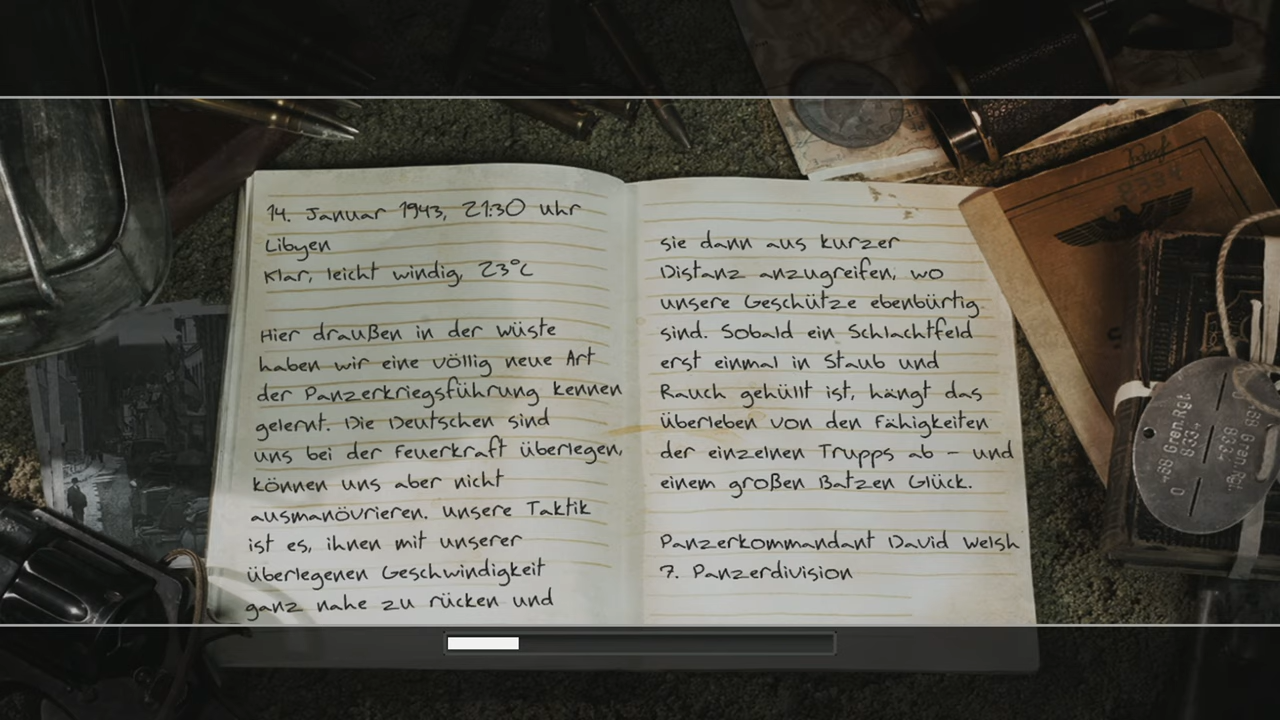 14. Januar 1943, 21:30 Uhr
Libyen
Klar, leicht windig, 23°C
Hier draußen in der Wüste
haben wir eine völlig neue Art
der Panzerkriegsführung kennen
gelernt. Die Deutschen sind
uns bei der Feuerkraft überlegen,
können uns aber nicht
ausmanövrieren. Unsere Taktik
ist es, ihnen mit unserer
überlegenen Geschwindigkeit
ganz nahe zu rücken und
sie dann aus kurzer
Distanz anzugreifen, wo
unsere Geschütze ebenbürtig
sind. Sobald ein Schlachtfeld
erst einmal in Staub und
Rauch gehüllt ist, hängt das
Überleben von den Fähigkeiten
der einzelnen Trupps ab - und
einem großen Batzen Glück.
Panzerkommandant David Welsh
7. Panzerdivision